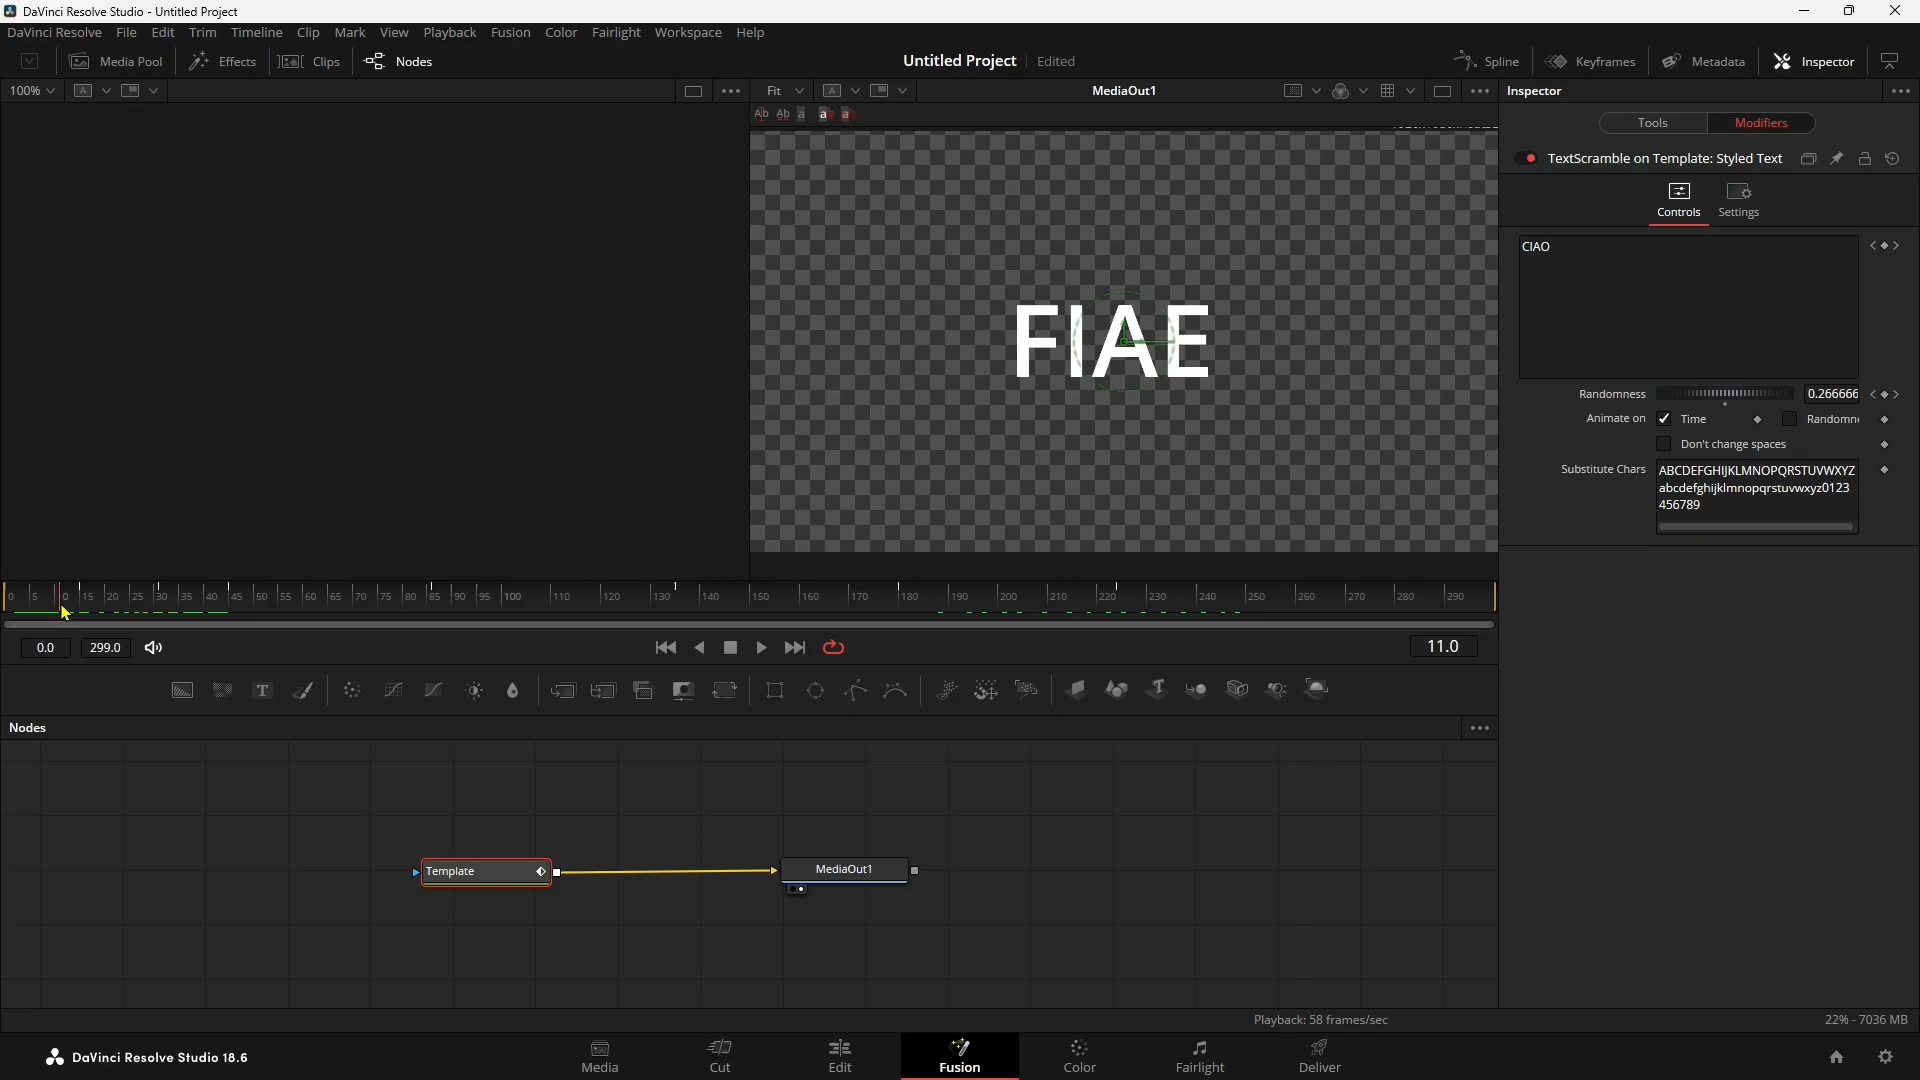 DaVinci Resolve Studio - Untitled Project
DaVinci Resolve File Edit Trim Timeline Clip Mark View Playback Fusion Color Fairlight Workspace Help
Media Pool Effects Clips Nodes Untitled Project Edited Spline Keyframes Metadata Inspector
100% A Fit A MediaOut1 Inspector
Tools Modifiers
TextScramble on Template: Styled Text
Controls Settings
CIAO
FIAE
Randomness 0.266666
Animate on Time Randomne
Don't change spaces
Substitute Chars ABCDEFGHIJKLMNOPQRSTUVWXYZ
abcdefghijklmnopqrstuvwxyz0123
456789
0 5 0 15 20 25 30 35 40 45 50 55 60 65 70 75 80 85 90 95 100 110 120 130 140 150 160 170 180 190 200 210 220 230 240 250 260 270 280 290
0.0 299.0 11.0
Nodes
Template MediaOut1
Playback: 58 frames/sec 22% - 7036 MB
DaVinci Resolve Studio 18.6 Media Cut Edit Fusion Color Fairlight Deliver